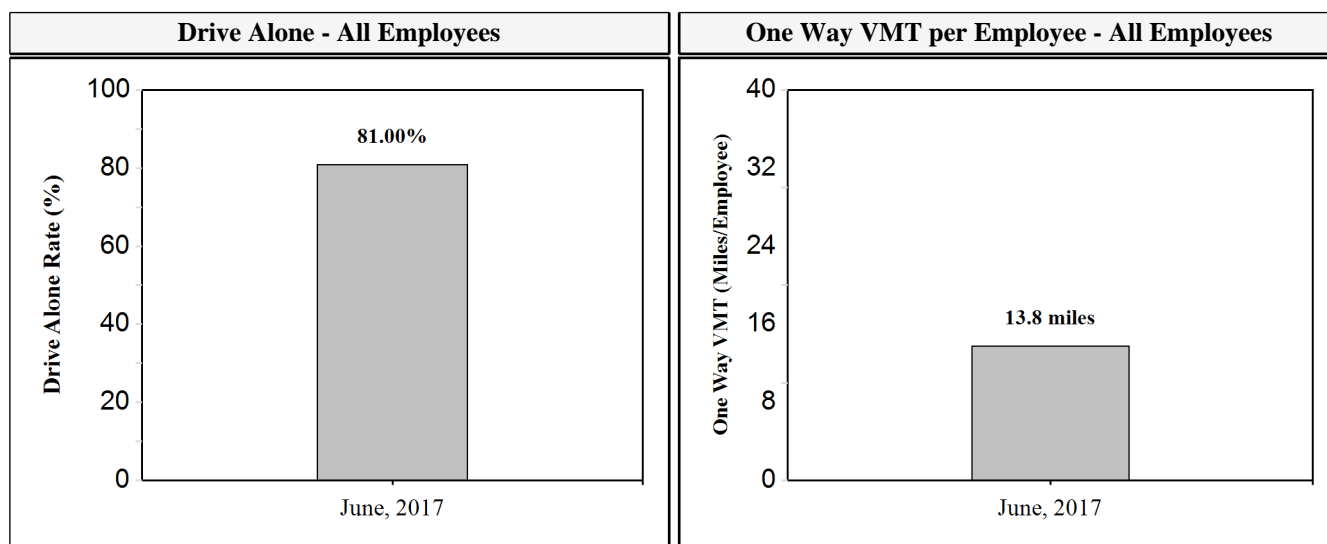 Drive Alone - All Employees
100
80
60
40
20
0
Drive Alone Rate (%)
81.00%
June, 2017
One Way VMT per Employee - All Employees
40
32
24
16
8
0
One Way VMT (Miles/Employee)
13.8 miles
June, 2017